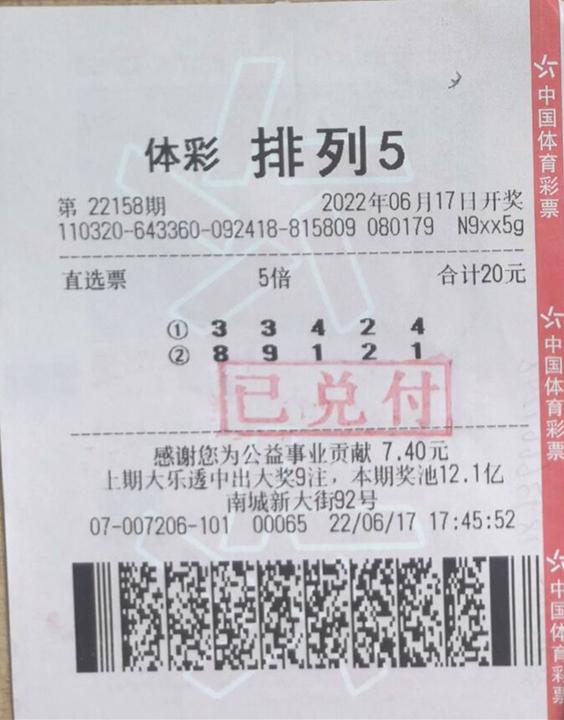 体彩 排列5
第 22158期 2022年06月17日开奖
110320-643360-092418-815809 080179 N9xx5g
直选票 5倍 合计20元
① 3 3 4 2 4
② 8 9 1 2 1
已兑付
感谢您为公益事业贡献 7.40元
上期大乐透中出大奖9注，本期奖池12.1亿
南城新大街92号
07-007206-101 00065 22/06/17 17:45:52
中国体育彩票
中国体育彩票
中国体育彩票